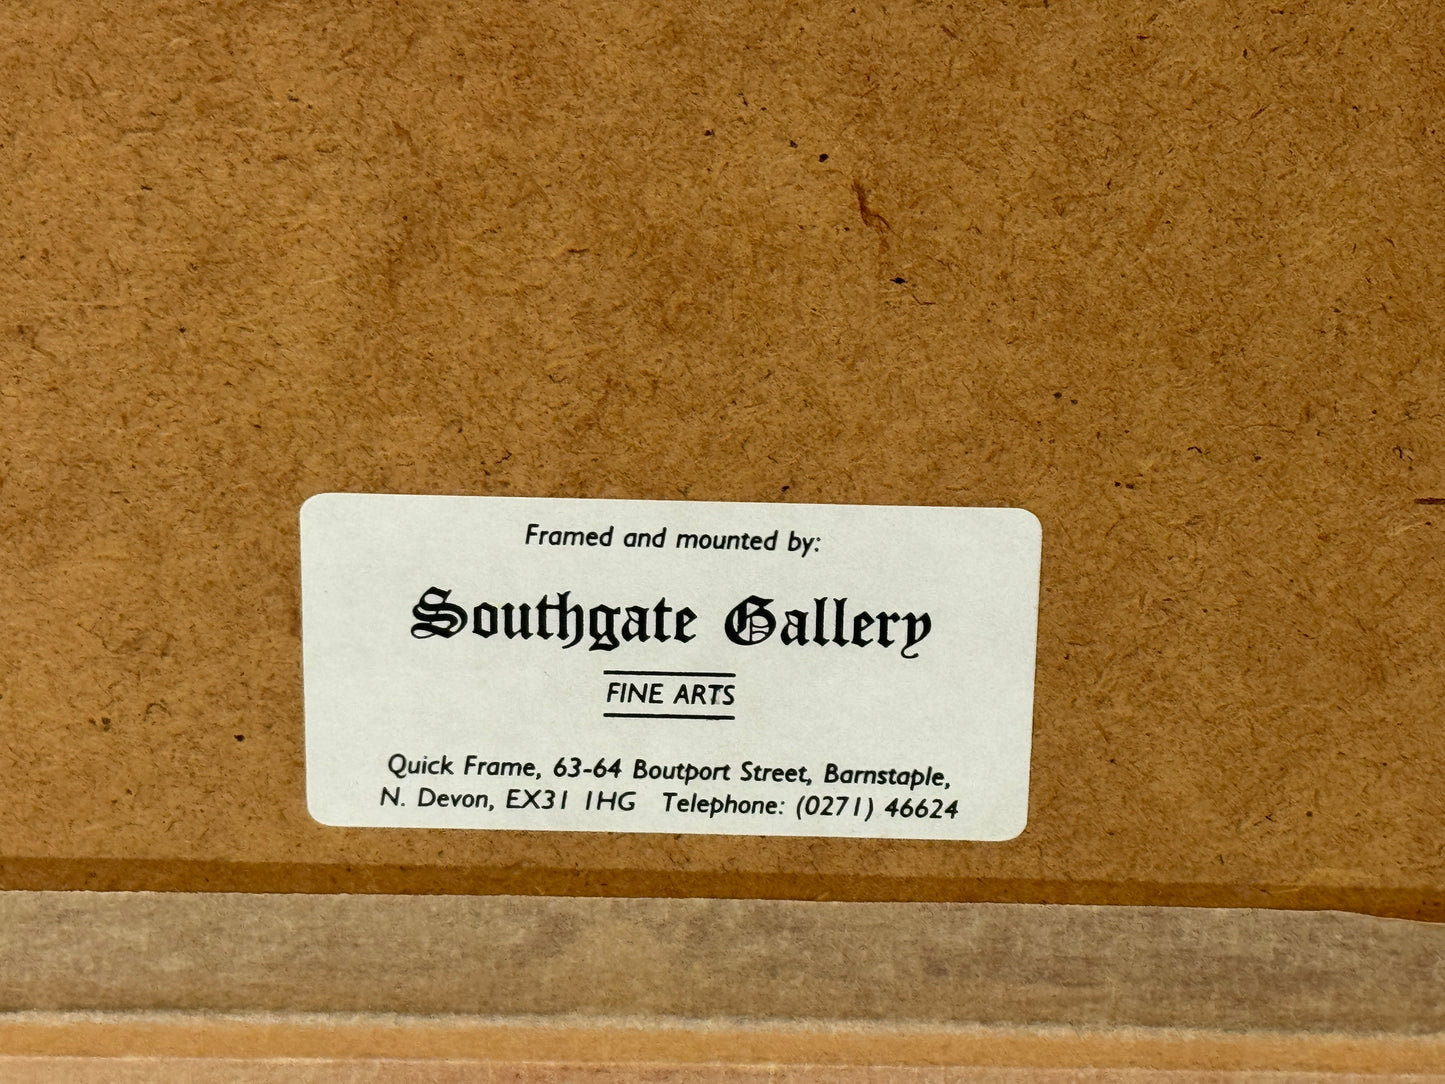 Framed and mounted by:
Southgate Gallery
FINE ARTS
Quick Frame, 63-64 Boutport Street, Barnstaple,
N. Devon, EX31 1HG Telephone: (0271) 46624